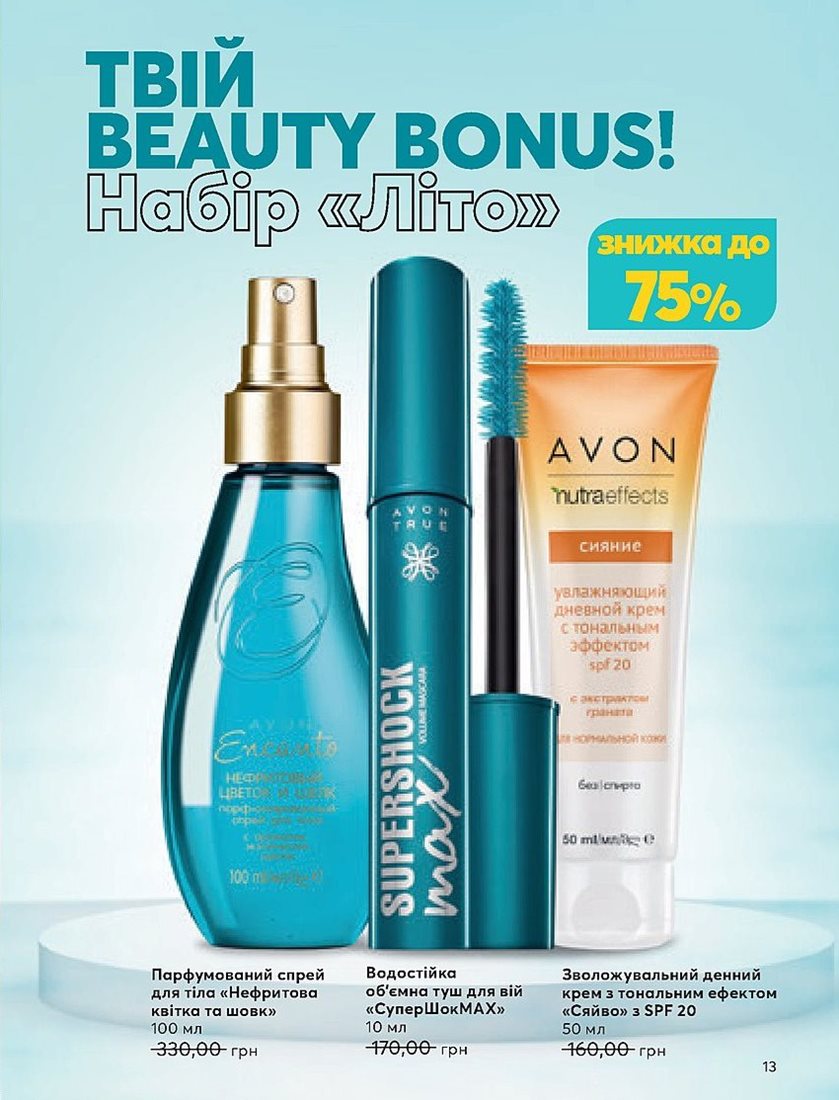 ТВІЙ
BEAUTY BONUS!
Набір «Літо»
знижка до
75%
AVON
TRUE
SUPERSHOCK
max
VOLUME MASCARA
AVON
nutraeffects
сияние
увлажняющий
дневной крем
с тональным
эффектом
spf 20
с экстрактом
граната
для нормальной кожи
без|спирта
50 ml/мл/
AVON
Encanto
НЕФРИТОВЫЙ
ЦВЕТОК И ШЕЛК
100 ml
Парфумований спрей
для тіла «Нефритова
квітка та шовк»
100 мл
330,00 грн
Водостійка
об'ємна туш для вій
«СуперШокMAX»
10 мл
170,00 грн
Зволожувальний денний
крем з тональним ефектом
«Сяйво» з SPF 20
50 мл
160,00 грн
13